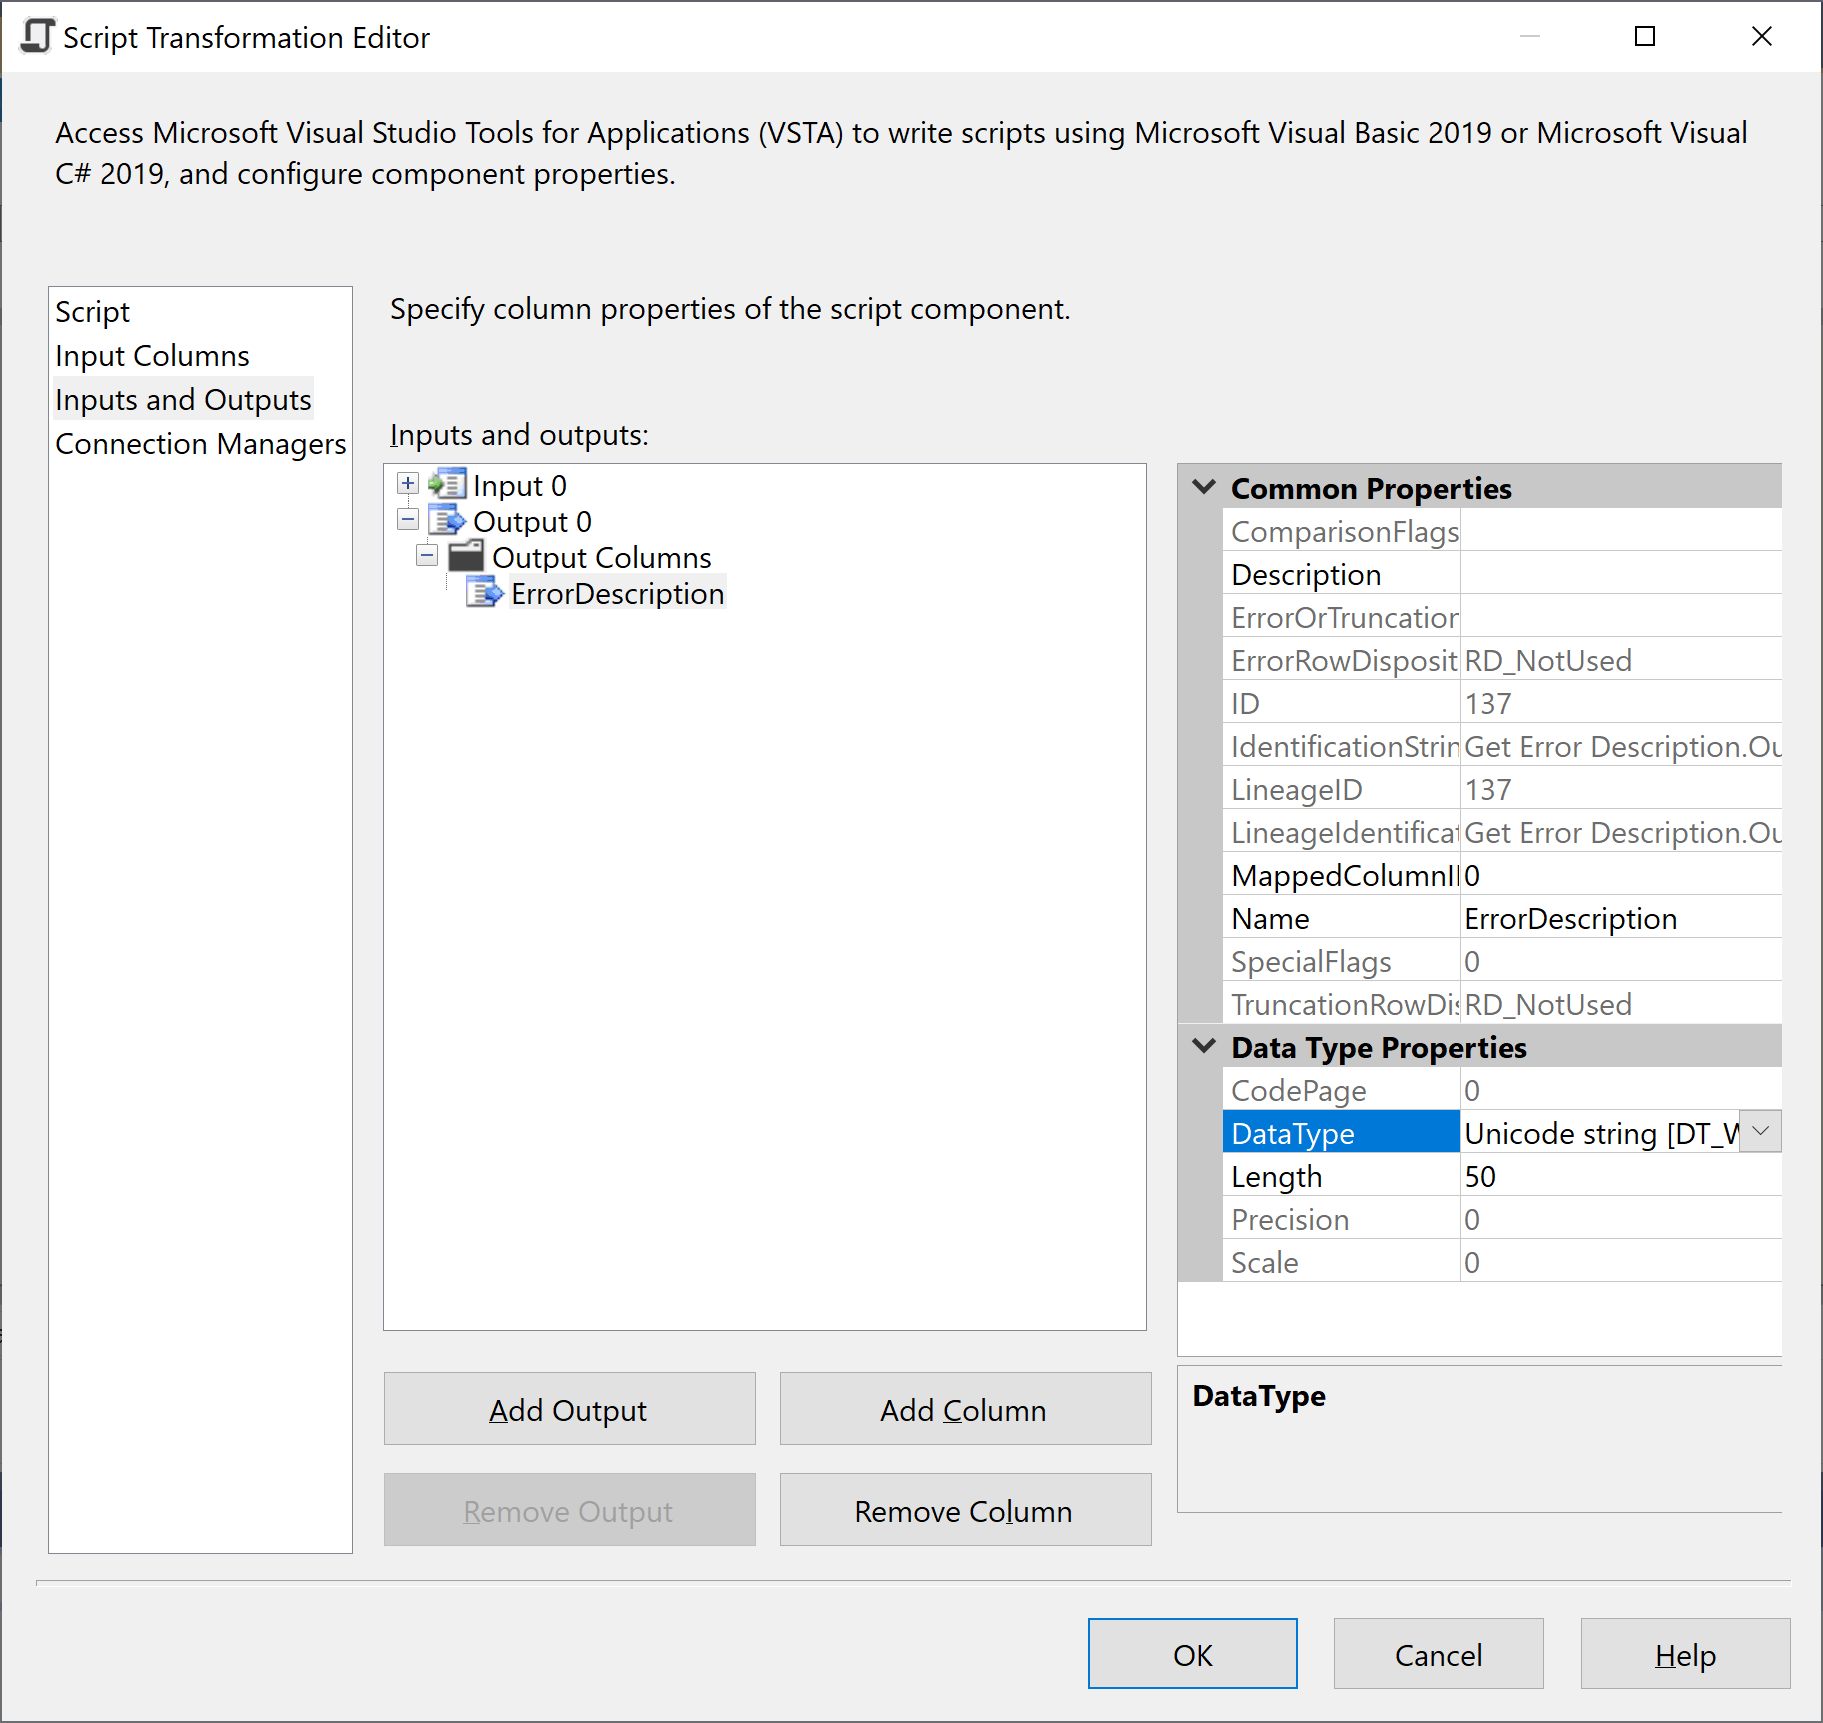 Script Transformation Editor
Access Microsoft Visual Studio Tools for Applications (VSTA) to write scripts using Microsoft Visual Basic 2019 or Microsoft Visual
C# 2019, and configure component properties.
Script
Input Columns
Inputs and Outputs
Connection Managers
Specify column properties of the script component.
Inputs and outputs:
Input 0
Output 0
Output Columns
ErrorDescription
Common Properties
ComparisonFlags
Description
ErrorOrTruncation
ErrorRowDisposit RD_NotUsed
ID 137
IdentificationStrin Get Error Description.Ou
LineageID 137
LineageIdentificat Get Error Description.Ou
MappedColumnI 0
Name ErrorDescription
SpecialFlags 0
TruncationRowDis RD_NotUsed
Data Type Properties
CodePage 0
DataType Unicode string [DT_W
Length 50
Precision 0
Scale 0
Add Output
Add Column
Remove Output
Remove Column
DataType
OK
Cancel
Help